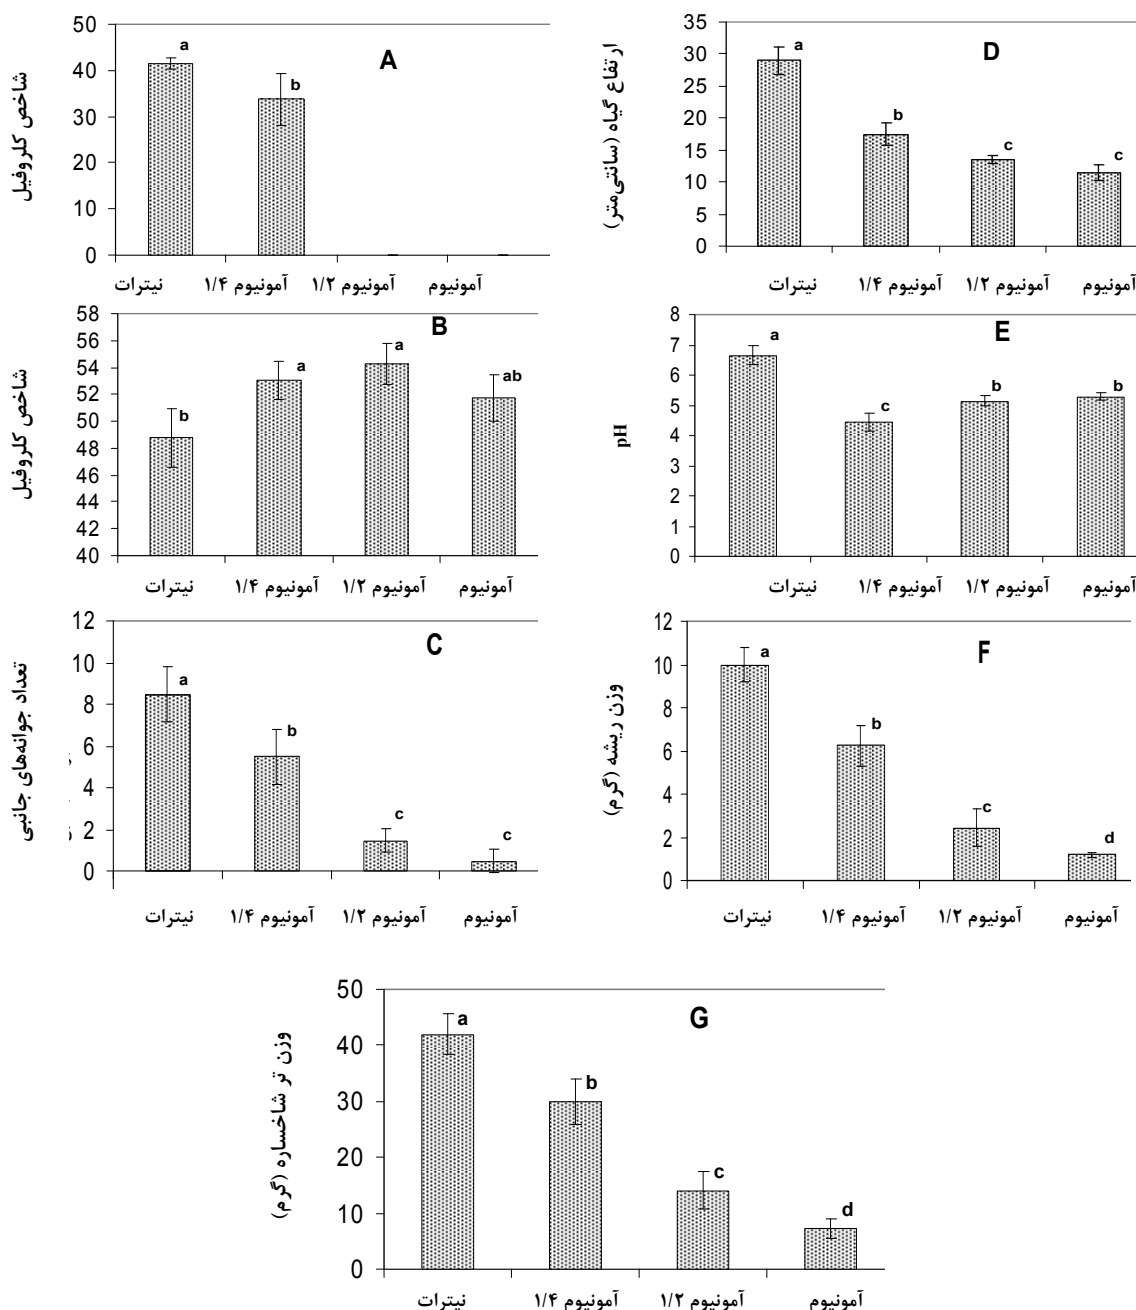 شاخص کلروفیل
50
40
30
20
10
0
A
a
b
نیترات
آمونیوم ۱/۴
آمونیوم ۱/۲
آمونیوم
ارتفاع گیاه (سانتی‌متر)
35
30
25
20
15
10
5
0
D
a
b
c
c
نیترات
آمونیوم ۱/۴
آمونیوم ۱/۲
آمونیوم
شاخص کلروفیل
58
56
54
52
50
48
46
44
42
40
B
b
a
a
ab
نیترات
آمونیوم ۱/۴
آمونیوم ۱/۲
آمونیوم
pH
8
7
6
5
4
3
2
1
0
E
a
c
b
b
نیترات
آمونیوم ۱/۴
آمونیوم ۱/۲
آمونیوم
تعداد جوانه‌های جانبی
12
10
8
6
4
2
0
C
a
b
c
c
نیترات
آمونیوم ۱/۴
آمونیوم ۱/۲
آمونیوم
وزن ریشه (گرم)
12
10
8
6
4
2
0
F
a
b
c
d
نیترات
آمونیوم ۱/۴
آمونیوم ۱/۲
آمونیوم
وزن تر شاخساره (گرم)
50
40
30
20
10
0
G
a
b
c
d
نیترات
آمونیوم ۱/۴
آمونیوم ۱/۲
آمونیوم